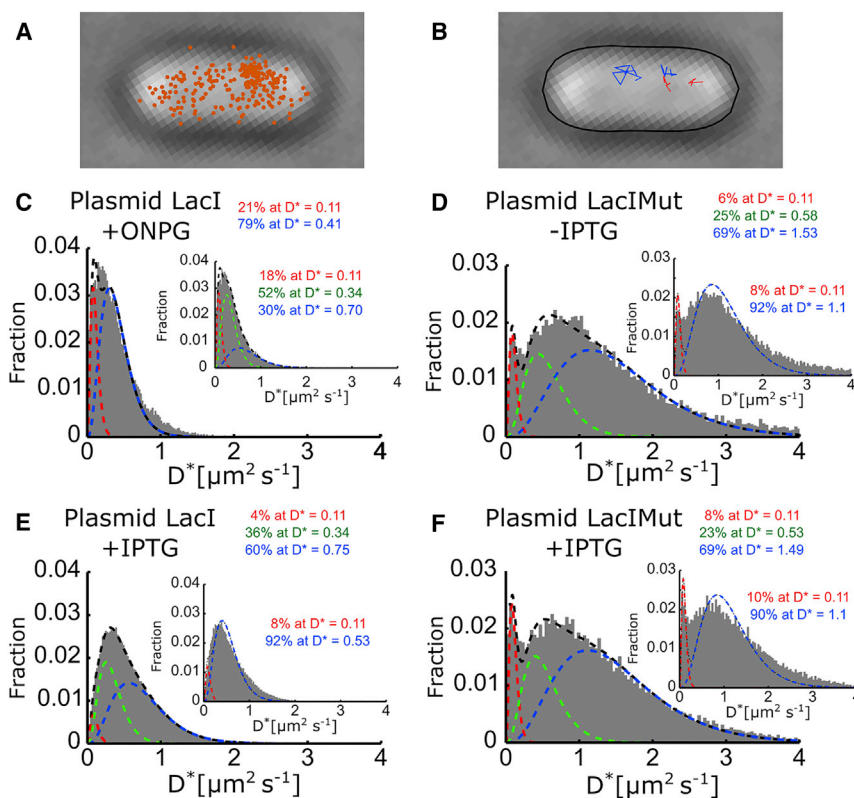 A
B
C
Plasmid LacI
+ONPG
21% at D* = 0.11
79% at D* = 0.41
Fraction
0.04
0.03
0.02
0.01
0
0 1 2 3 4
D*[µm² s⁻¹]
18% at D* = 0.11
52% at D* = 0.34
30% at D* = 0.70
Fraction
0.04
0.03
0.02
0.01
0
0 1 2 3 4
D*[µm² s⁻¹]
D
Plasmid LacIMut
-IPTG
6% at D* = 0.11
25% at D* = 0.58
69% at D* = 1.53
Fraction
0.04
0.03
0.02
0.01
0
0 1 2 3 4
D*[µm² s⁻¹]
8% at D* = 0.11
92% at D* = 1.1
Fraction
0.04
0.03
0.02
0.01
0
0 1 2 3 4
D*[µm² s⁻¹]
E
Plasmid LacI
+IPTG
4% at D* = 0.11
36% at D* = 0.34
60% at D* = 0.75
Fraction
0.04
0.03
0.02
0.01
0
0 1 2 3 4
D*[µm² s⁻¹]
8% at D* = 0.11
92% at D* = 0.53
Fraction
0.04
0.03
0.02
0.01
0
0 1 2 3 4
D*[µm² s⁻¹]
F
Plasmid LacIMut
+IPTG
8% at D* = 0.11
23% at D* = 0.53
69% at D* = 1.49
Fraction
0.04
0.03
0.02
0.01
0
0 1 2 3 4
D*[µm² s⁻¹]
10% at D* = 0.11
90% at D* = 1.1
Fraction
0.04
0.03
0.02
0.01
0
0 2 3 4
D*[µm² s⁻¹]